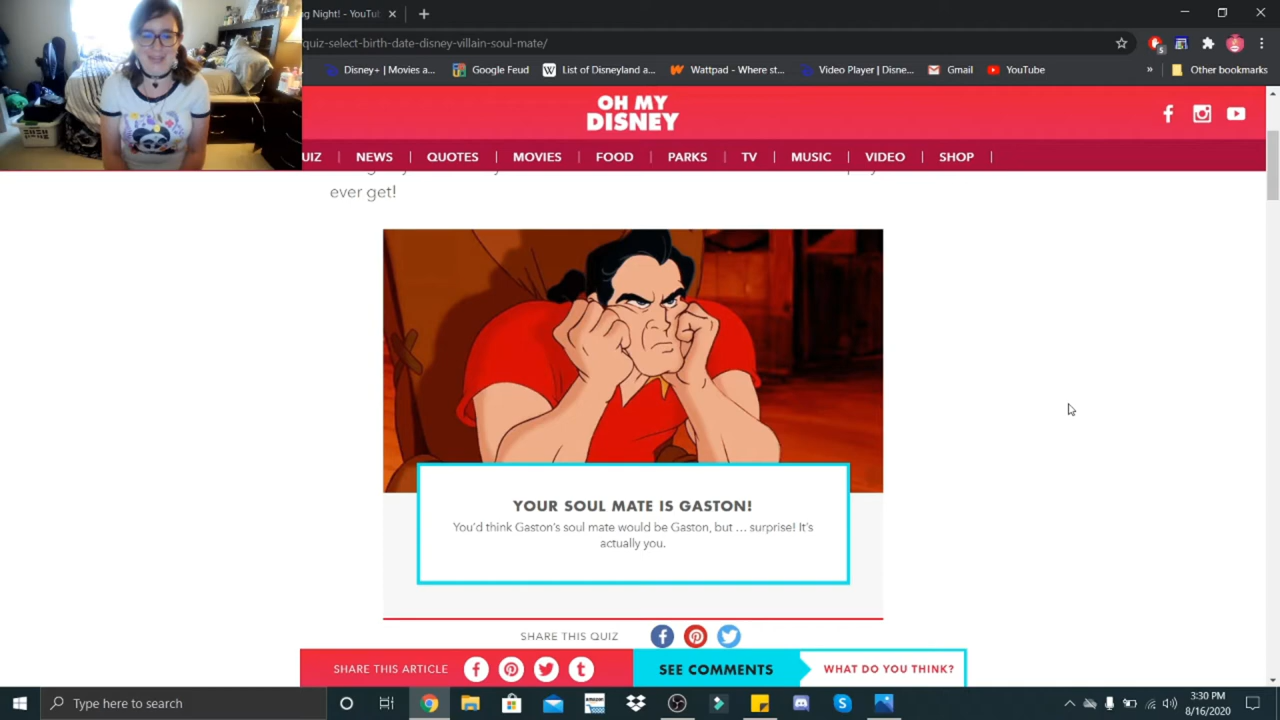 ng Night! - YouTu
quiz-select-birth-date-disney-villain-soul-mate/
Disney+ | Movies a... Google Feud List of Disneyland a... Wattpad - Where st... Video Player | Disne... Gmail YouTube » Other bookmarks
OH MY
DISNEY
UIZ | NEWS | QUOTES | MOVIES | FOOD | PARKS | TV | MUSIC | VIDEO | SHOP |
ever get!
YOUR SOUL MATE IS GASTON!
You'd think Gaston's soul mate would be Gaston, but ... surprise! It's
actually you.
SHARE THIS QUIZ
SHARE THIS ARTICLE SEE COMMENTS WHAT DO YOU THINK?
Type here to search
3:30 PM
8/16/2020